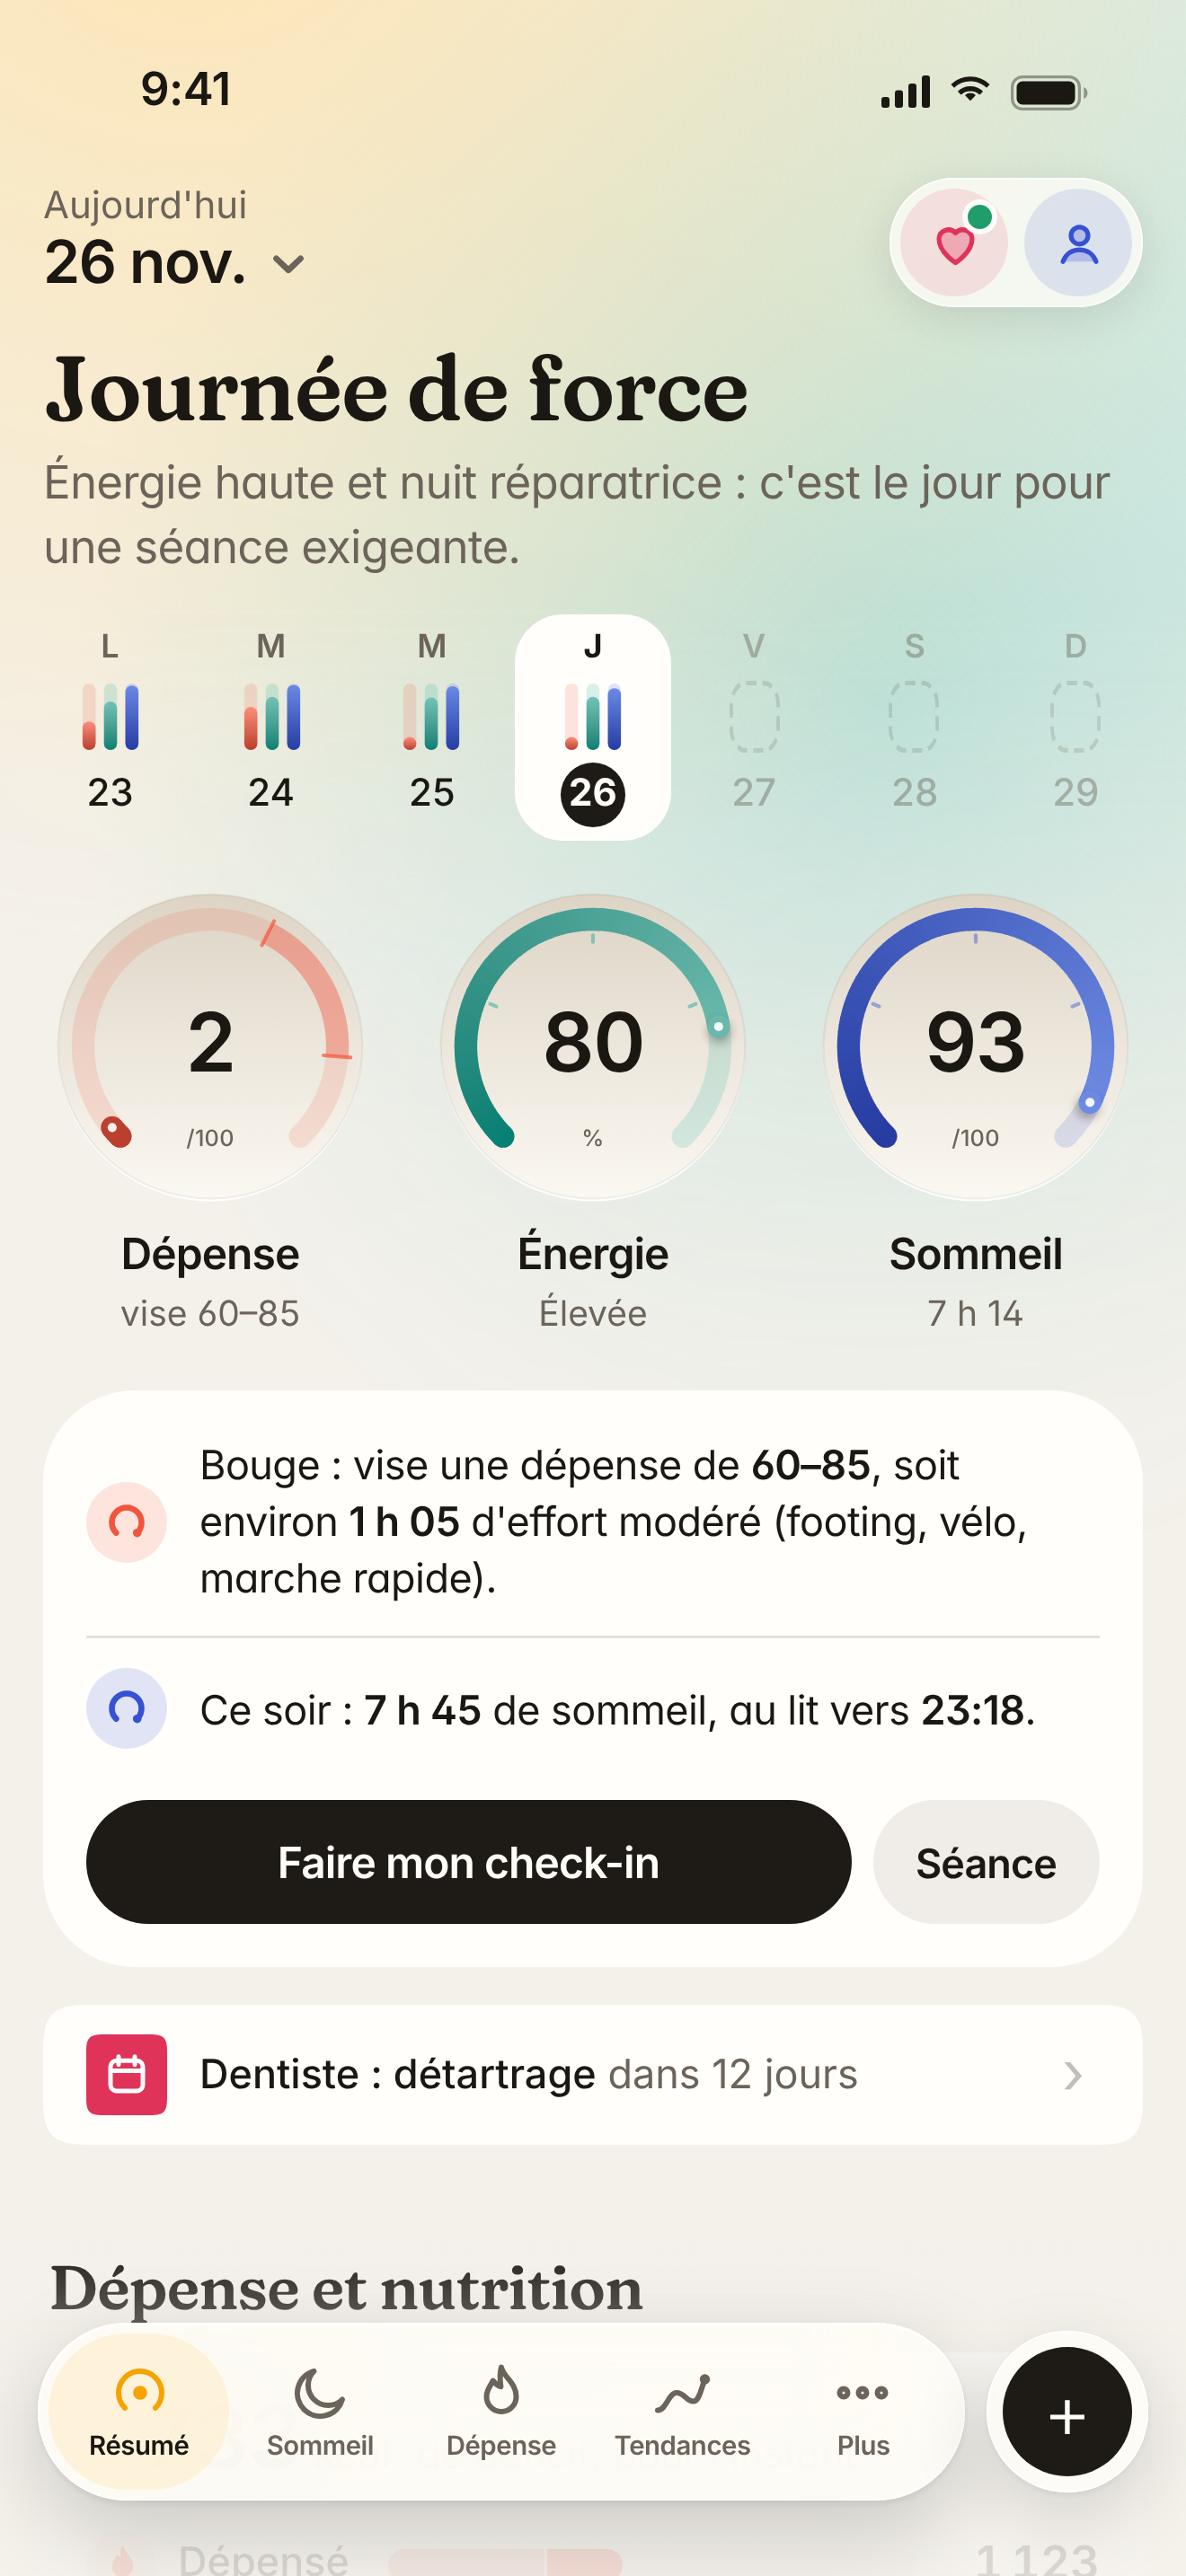 9:41
Aujourd'hui
26 nov.
Journée de force
Énergie haute et nuit réparatrice : c'est le jour pour
une séance exigeante.
L M M J V S D
23 24 25 26 27 28 29
2 80 93
/100 % /100
Dépense Énergie Sommeil
vise 60–85 Élevée 7 h 14
Bouge : vise une dépense de 60–85, soit
environ 1 h 05 d'effort modéré (footing, vélo,
marche rapide).
Ce soir : 7 h 45 de sommeil, au lit vers 23:18.
Faire mon check-in Séance
Dentiste : détartrage dans 12 jours
Dépense et nutrition
Résumé Sommeil Dépense Tendances Plus
Dépensé 1 123